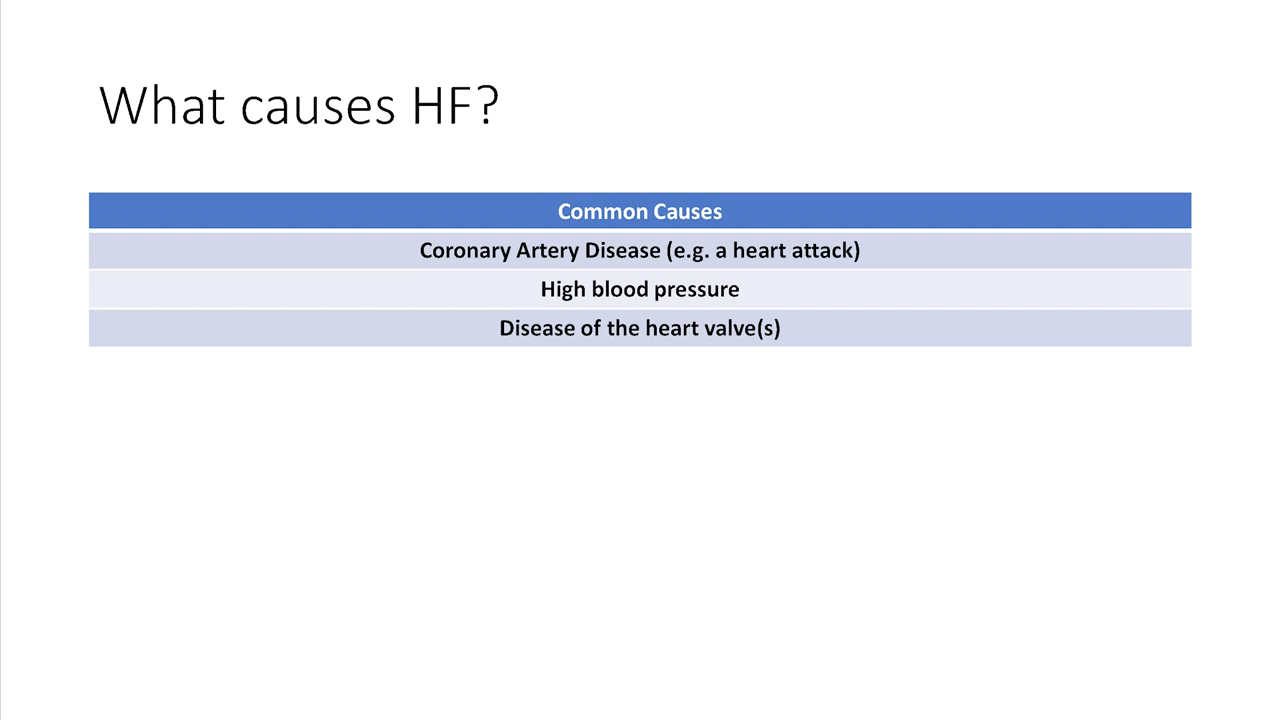 What causes HF?
Common Causes
Coronary Artery Disease (e.g. a heart attack)
High blood pressure
Disease of the heart valve(s)